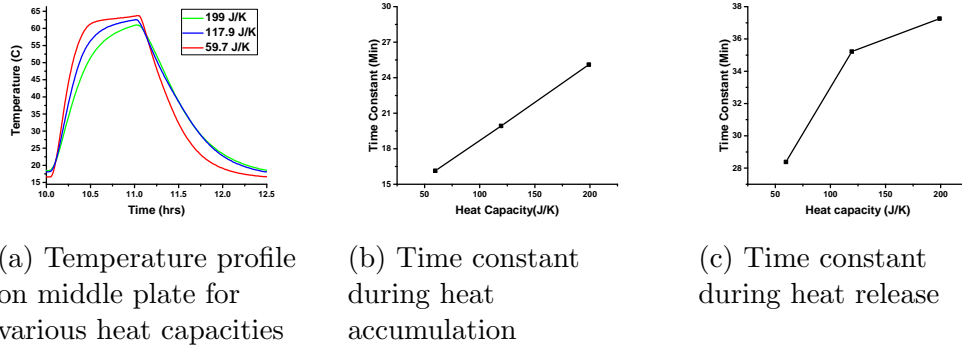 199 J/K
117.9 J/K
59.7 J/K
Temperature (C)
65
60
55
50
45
40
35
30
25
20
15
10.0
10.5
11.0
11.5
12.0
12.5
Time (hrs)
Time Constant (Min)
30
27
24
21
18
15
50
100
150
200
Heat Capacity(J/K)
Time Constant (Min)
38
36
34
32
30
28
50
100
150
200
Heat capacity (J/K)
(a) Temperature profile
on middle plate for
various heat capacities
(b) Time constant
during heat
accumulation
(c) Time constant
during heat release